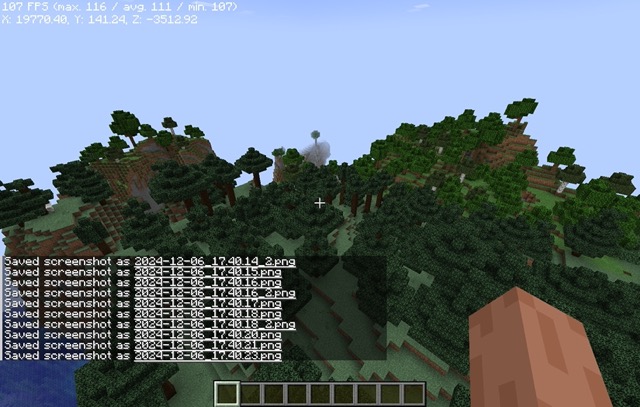 107 FPS (max. 116 / avg. 111 / min. 107)
X: 19770.40, Y: 141.24, Z: -3512.92
Saved screenshot as 2024-12-06_17.40.14_2.png
Saved screenshot as 2024-12-06_17.40.15.png
Saved screenshot as 2024-12-06_17.40.16.png
Saved screenshot as 2024-12-06_17.40.16_2.png
Saved screenshot as 2024-12-06_17.40.17.png
Saved screenshot as 2024-12-06_17.40.18.png
Saved screenshot as 2024-12-06_17.40.18_2.png
Saved screenshot as 2024-12-06_17.40.20.png
Saved screenshot as 2024-12-06_17.40.21.png
Saved screenshot as 2024-12-06_17.40.23.png